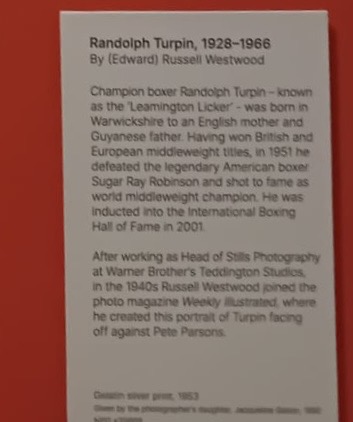 Randolph Turpin, 1928–1966
By (Edward) Russell Westwood
Champion boxer Randolph Turpin – known
as the 'Leamington Licker' - was born in
Warwickshire to an English mother and
Guyanese father. Having won British and
European middleweight titles, in 1951 he
defeated the legendary American boxer
Sugar Ray Robinson and shot to fame as
world middleweight champion. He was
inducted into the International Boxing
Hall of Fame in 2001.
After working as Head of Stills Photography
at Warner Brother's Teddington Studios,
in the 1940s Russell Westwood joined the
photo magazine Weekly Illustrated, where
he created this portrait of Turpin facing
off against Pete Parsons.
Gelatin silver print, 1953
Given by the photographer's daughter,